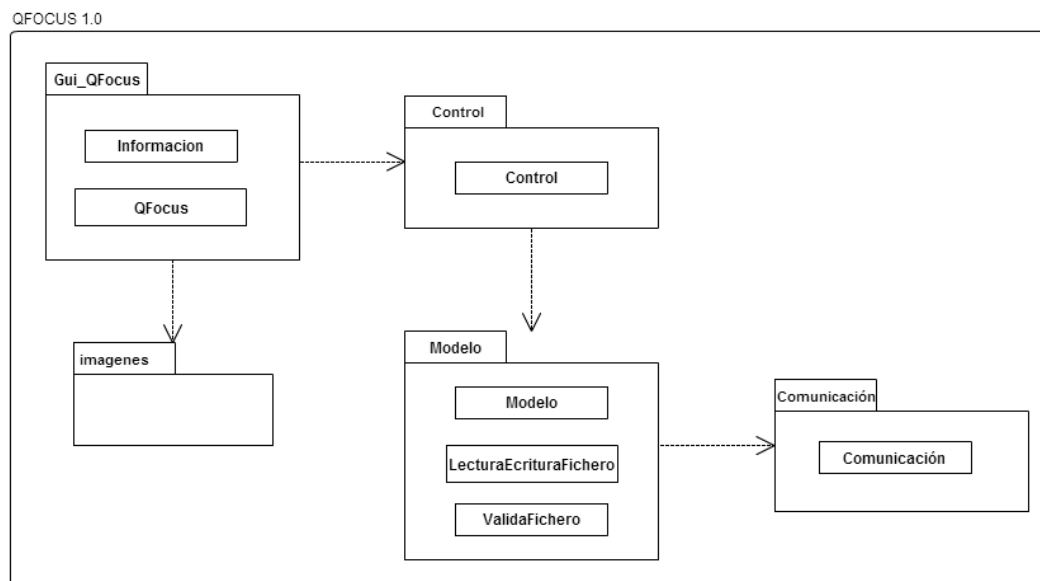 QFOCUS 1.0
Gui_QFocus
Informacion
QFocus
Control
Control
imagenes
Modelo
Modelo
LecturaEcrituraFichero
ValidaFichero
Comunicación
Comunicación